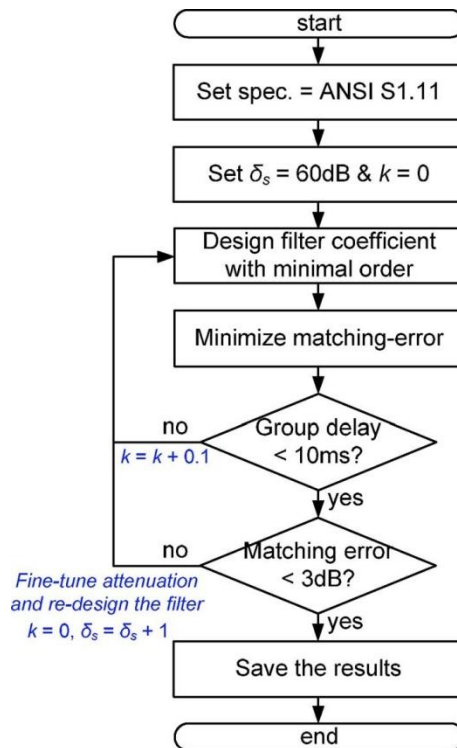 start
Set spec. = ANSI S1.11
Set δs = 60dB & k = 0
Design filter coefficient
with minimal order
Minimize matching-error
Group delay
< 10ms?
no
k = k + 0.1
yes
Matching error
< 3dB?
no
Fine-tune attenuation
and re-design the filter
k = 0, δs = δs + 1
yes
Save the results
end